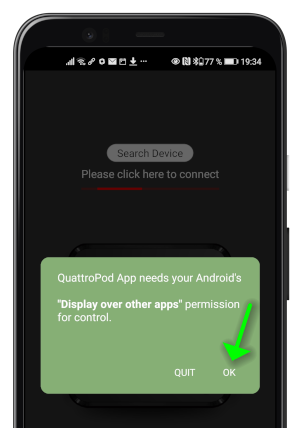 77 % 19:34
Search Device
Please click here to connect
QuattroPod App needs your Android's
"Display over other apps" permission
for control.
QUIT OK